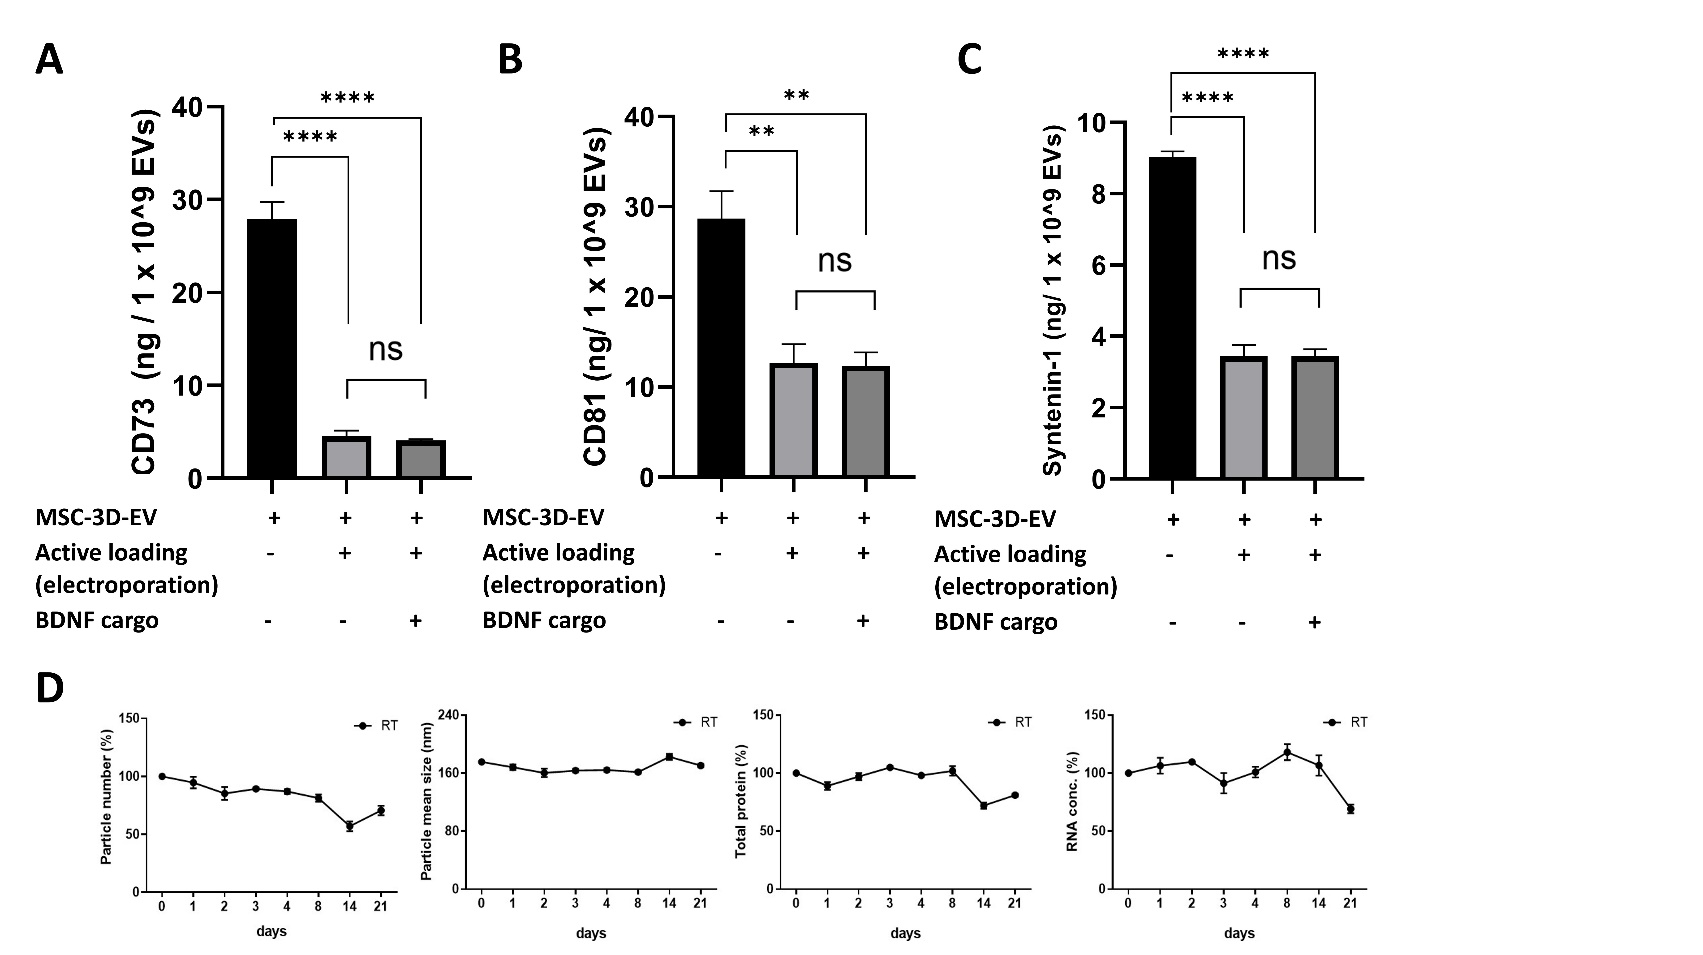 A
CD73 (ng / 1 x 10^9 EVs)
40
30
20
10
0
****
****
ns
MSC-3D-EV + + +
Active loading - + +
(electroporation)
BDNF cargo - - +
B
CD81 (ng/ 1 x 10^9 EVs)
40
30
20
10
0
**
**
ns
MSC-3D-EV + + +
Active loading - + +
(electroporation)
BDNF cargo - - +
C
Syntenin-1 (ng/ 1 x 10^9 EVs)
10
8
6
4
2
0
****
****
ns
MSC-3D-EV + + +
Active loading - + +
(electroporation)
BDNF cargo - - +
D
Particle number (%)
150
100
50
0
RT
0 1 2 3 4 8 14 21
days
Particle mean size (nm)
240
160
80
0
RT
0 1 2 3 4 8 14 21
days
Total protein (%)
150
100
50
0
RT
0 1 2 3 4 8 14 21
days
RNA conc. (%)
150
100
50
0
RT
0 1 2 3 4 8 14 21
days